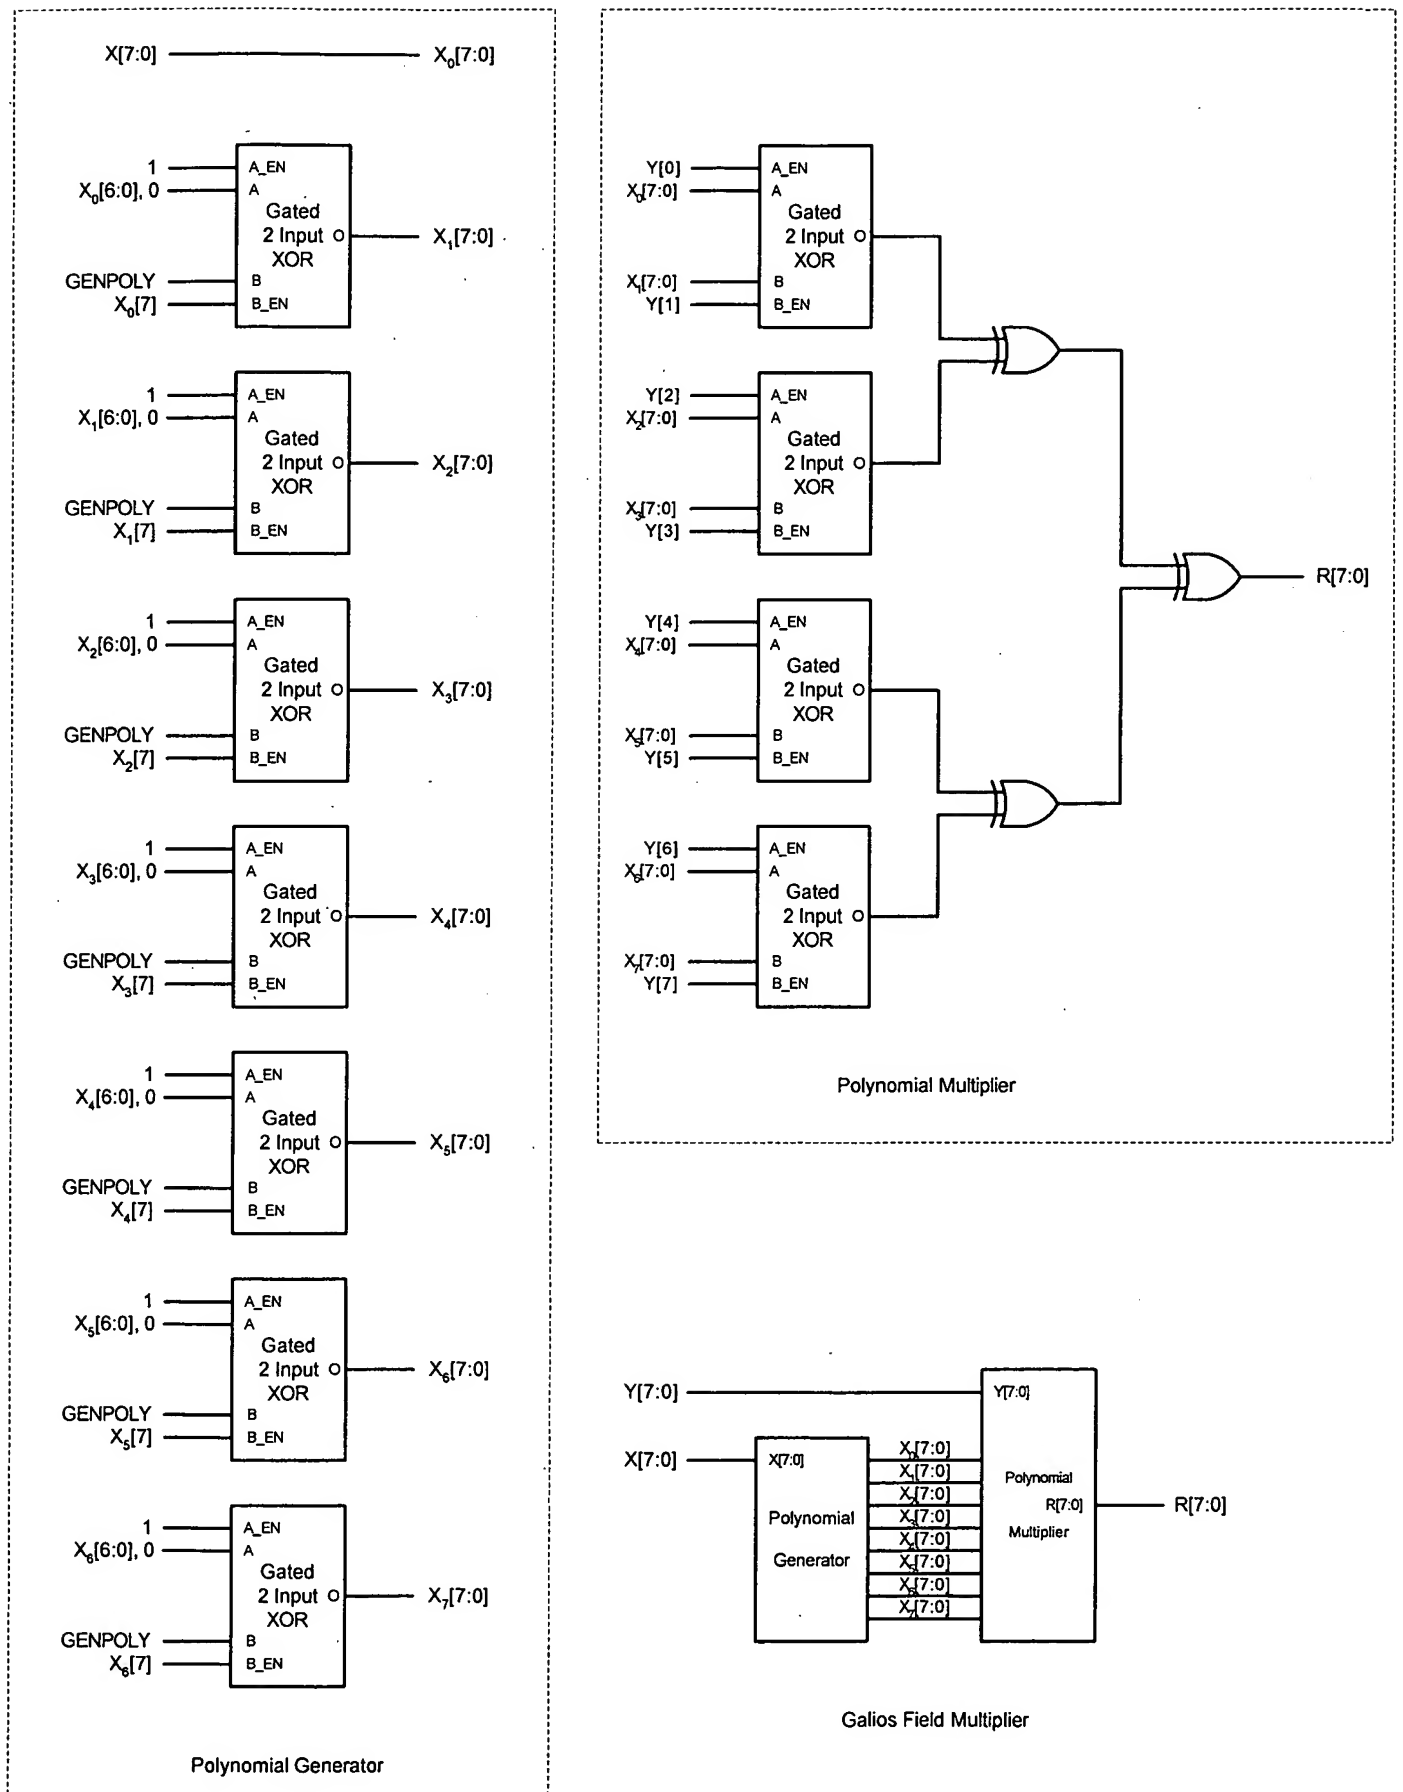 X[7:0] X₀[7:0]
1 A_EN
X₀[6:0], 0 A
Gated
2 Input O X₁[7:0]
XOR
GENPOLY B
X₀[7] B_EN
1 A_EN
X₁[6:0], 0 A
Gated
2 Input O X₂[7:0]
XOR
GENPOLY B
X₁[7] B_EN
1 A_EN
X₂[6:0], 0 A
Gated
2 Input O X₃[7:0]
XOR
GENPOLY B
X₂[7] B_EN
1 A_EN
X₃[6:0], 0 A
Gated
2 Input O X₄[7:0]
XOR
GENPOLY B
X₃[7] B_EN
1 A_EN
X₄[6:0], 0 A
Gated
2 Input O X₅[7:0]
XOR
GENPOLY B
X₄[7] B_EN
1 A_EN
X₅[6:0], 0 A
Gated
2 Input O X₆[7:0]
XOR
GENPOLY B
X₅[7] B_EN
1 A_EN
X₆[6:0], 0 A
Gated
2 Input O X₇[7:0]
XOR
GENPOLY B
X₆[7] B_EN
Polynomial Generator
Y[0] A_EN
X₀[7:0] A
Gated
2 Input O
XOR
X₁[7:0] B
Y[1] B_EN
Y[2] A_EN
X₂[7:0] A
Gated
2 Input O
XOR
X₃[7:0] B
Y[3] B_EN
R[7:0]
Y[4] A_EN
X₄[7:0] A
Gated
2 Input O
XOR
X₅[7:0] B
Y[5] B_EN
Y[6] A_EN
X₆[7:0] A
Gated
2 Input O
XOR
X₇[7:0] B
Y[7] B_EN
Polynomial Multiplier
Y[7:0] Y[7:0]
X[7:0] X[7:0]
Polynomial
Generator
X₀[7:0]
X₁[7:0]
X₂[7:0]
X₃[7:0]
X₄[7:0]
X₅[7:0]
X₆[7:0]
X₇[7:0]
Polynomial
R[7:0] R[7:0]
Multiplier
Galios Field Multiplier